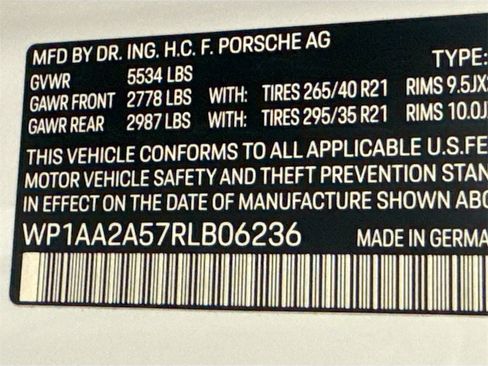 MFD BY DR. ING. H.C. F. PORSCHE AG
TYPE:
GVWR 5534 LBS
GAWR FRONT 2778 LBS WITH: TIRES 265/40 R21 RIMS 9.5JX
GAWR REAR 2987 LBS WITH: TIRES 295/35 R21 RIMS 10.0J
THIS VEHICLE CONFORMS TO ALL APPLICABLE U.S.FE
MOTOR VEHICLE SAFETY AND THEFT PREVENTION STAN
IN EFFECT ON THE DATE OF MANUFACTURE SHOWN ABO
WP1AA2A57RLB06236 MADE IN GERMA